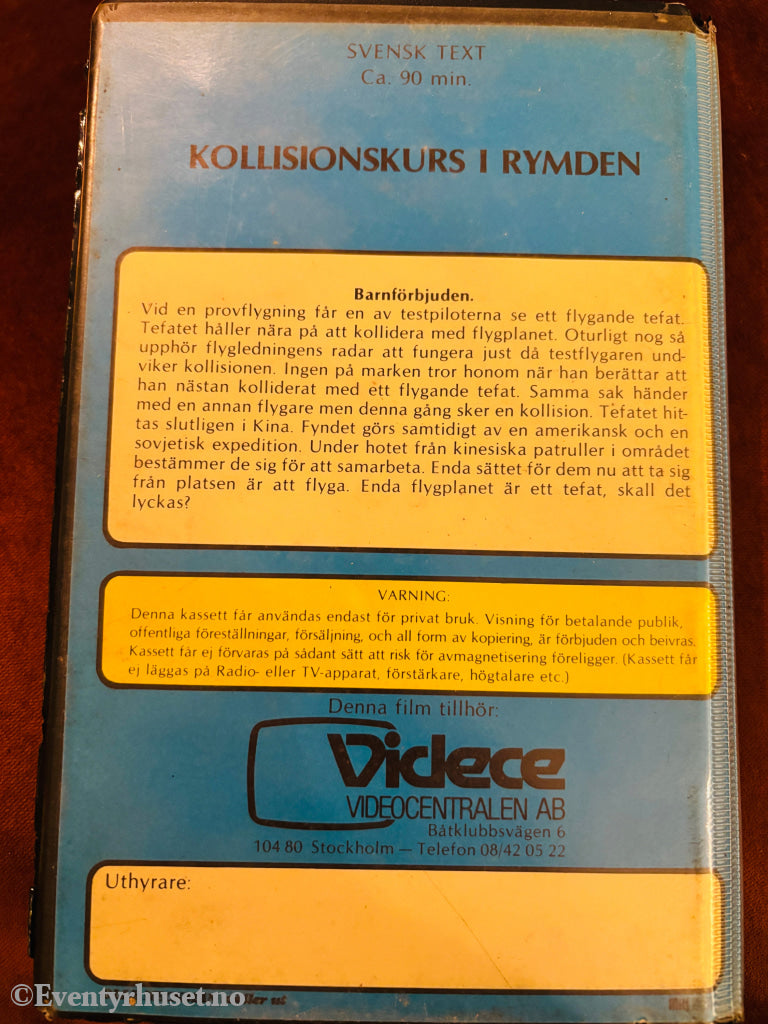 SVENSK TEXT
Ca. 90 min.
KOLLISIONSKURS I RYMDEN
Barnförbjuden.
Vid en provflygning får en av testpiloterna se ett flygande tefat.
Tefatet håller nära på att kollidera med flygplanet. Oturligt nog så
upphör flygledningens radar att fungera just då testflygaren und-
viker kollisionen. Ingen på marken tror honom när han berättar att
han nästan kolliderat med ett flygande tefat. Samma sak händer
med en annan flygare men denna gång sker en kollision. Tefatet hit-
tas slutligen i Kina. Fyndet görs samtidigt av en amerikansk och en
sovjetisk expedition. Under hotet från kinesiska patruller i området
bestämmer de sig för att samarbeta. Enda sättet för dem nu att ta sig
från platsen är att flyga. Enda flygplanet är ett tefat, skall det
lyckas?
VARNING:
Denna kassett får användas endast för privat bruk. Visning för betalande publik,
offentliga föreställningar, försäljning, och all form av kopiering, är förbjuden och beivras.
Kassett får ej förvaras på sådant sätt att risk för avmagnetisering föreligger. (Kassett får
ej läggas på Radio- eller TV-apparat, förstärkare, högtalare etc.)
Denna film tillhör:
Videce
VIDEOCENTRALEN AB
Båtklubbsvägen 6
104 80 Stockholm — Telefon 08/42 05 22
Uthyrare:
©Eventyrhuset.no
ut